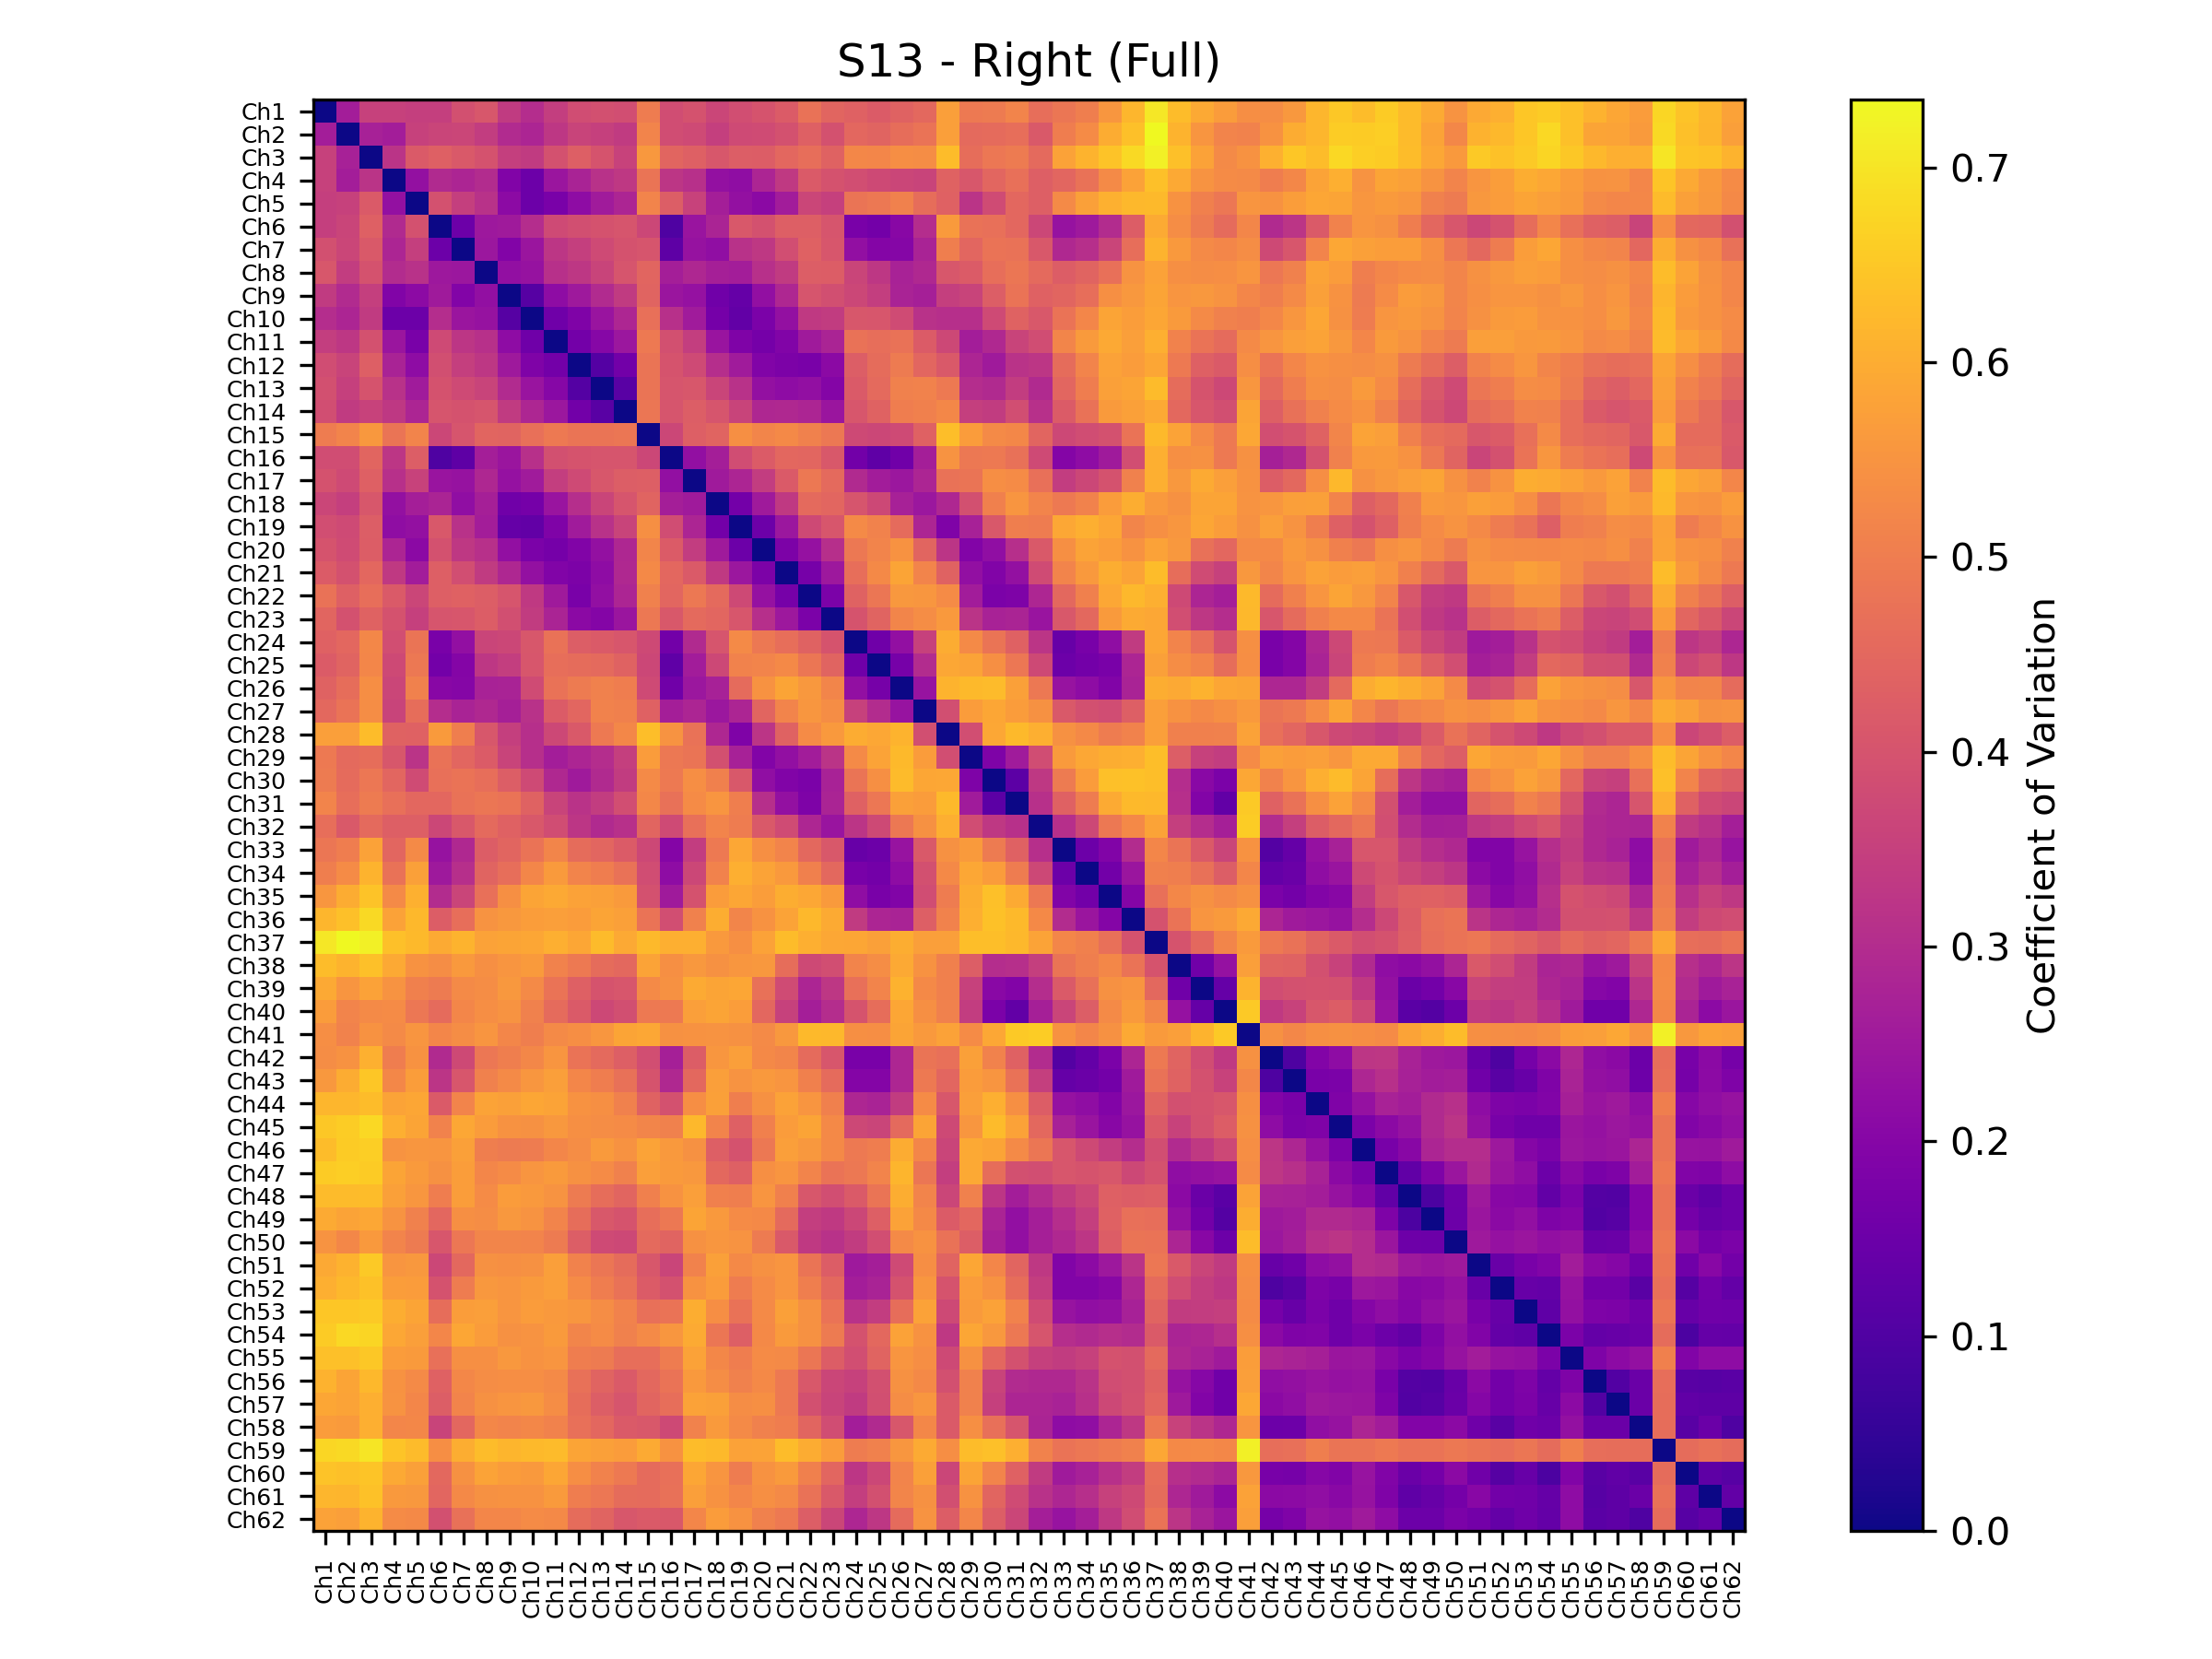 S13 - Right (Full)
Ch1
Ch2
Ch3
Ch4
Ch5
Ch6
Ch7
Ch8
Ch9
Ch10
Ch11
Ch12
Ch13
Ch14
Ch15
Ch16
Ch17
Ch18
Ch19
Ch20
Ch21
Ch22
Ch23
Ch24
Ch25
Ch26
Ch27
Ch28
Ch29
Ch30
Ch31
Ch32
Ch33
Ch34
Ch35
Ch36
Ch37
Ch38
Ch39
Ch40
Ch41
Ch42
Ch43
Ch44
Ch45
Ch46
Ch47
Ch48
Ch49
Ch50
Ch51
Ch52
Ch53
Ch54
Ch55
Ch56
Ch57
Ch58
Ch59
Ch60
Ch61
Ch62
Ch1
Ch2
Ch3
Ch4
Ch5
Ch6
Ch7
Ch8
Ch9
Ch10
Ch11
Ch12
Ch13
Ch14
Ch15
Ch16
Ch17
Ch18
Ch19
Ch20
Ch21
Ch22
Ch23
Ch24
Ch25
Ch26
Ch27
Ch28
Ch29
Ch30
Ch31
Ch32
Ch33
Ch34
Ch35
Ch36
Ch37
Ch38
Ch39
Ch40
Ch41
Ch42
Ch43
Ch44
Ch45
Ch46
Ch47
Ch48
Ch49
Ch50
Ch51
Ch52
Ch53
Ch54
Ch55
Ch56
Ch57
Ch58
Ch59
Ch60
Ch61
Ch62
0.7
0.6
0.5
0.4
0.3
0.2
0.1
0.0
Coefficient of Variation